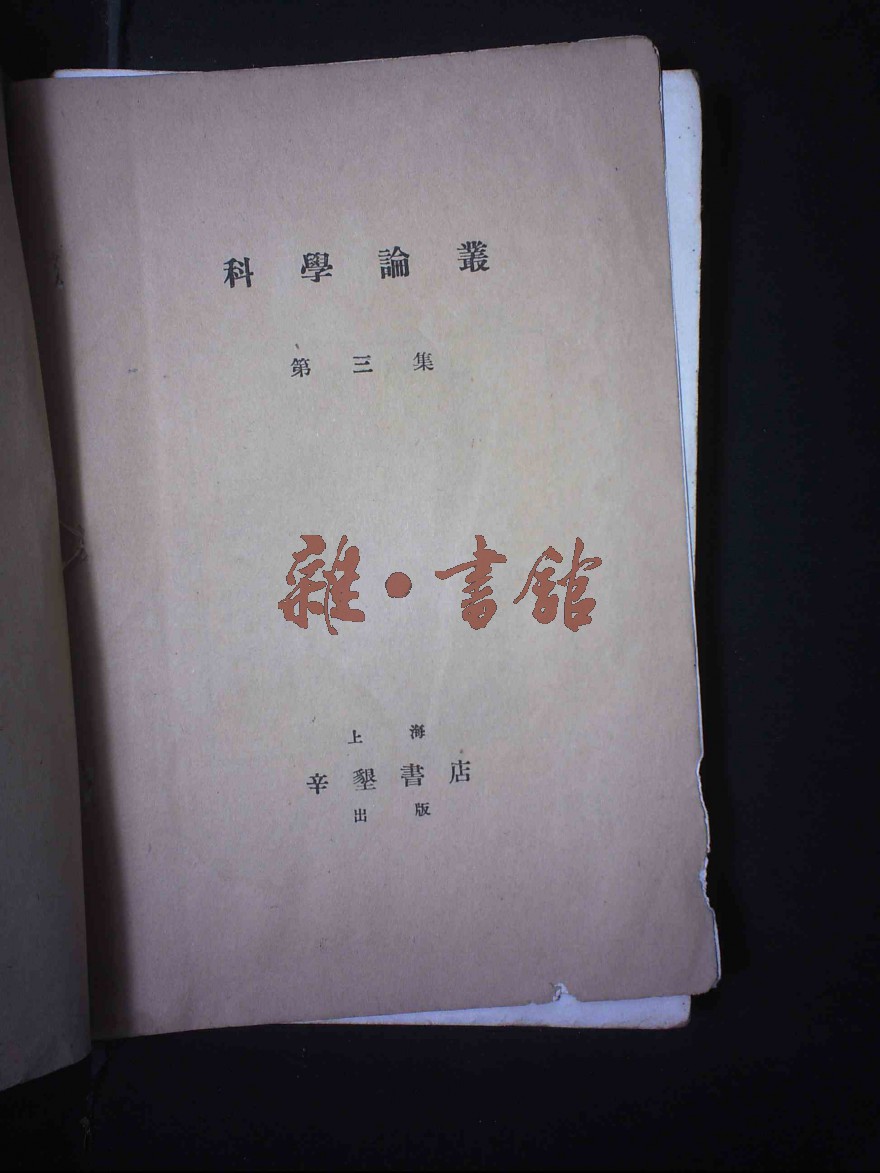 科學論叢
第三集
雜·書館
上海
辛墾書店
出版